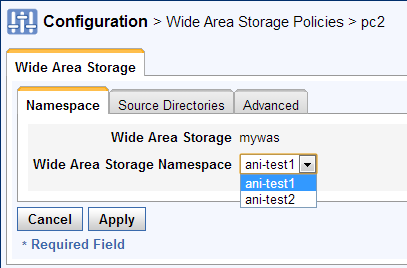 Configuration > Wide Area Storage Policies > pc2
Wide Area Storage
Namespace Source Directories Advanced
Wide Area Storage mywas
Wide Area Storage Namespace ani-test1
ani-test1
ani-test2
Cancel Apply
* Required Field